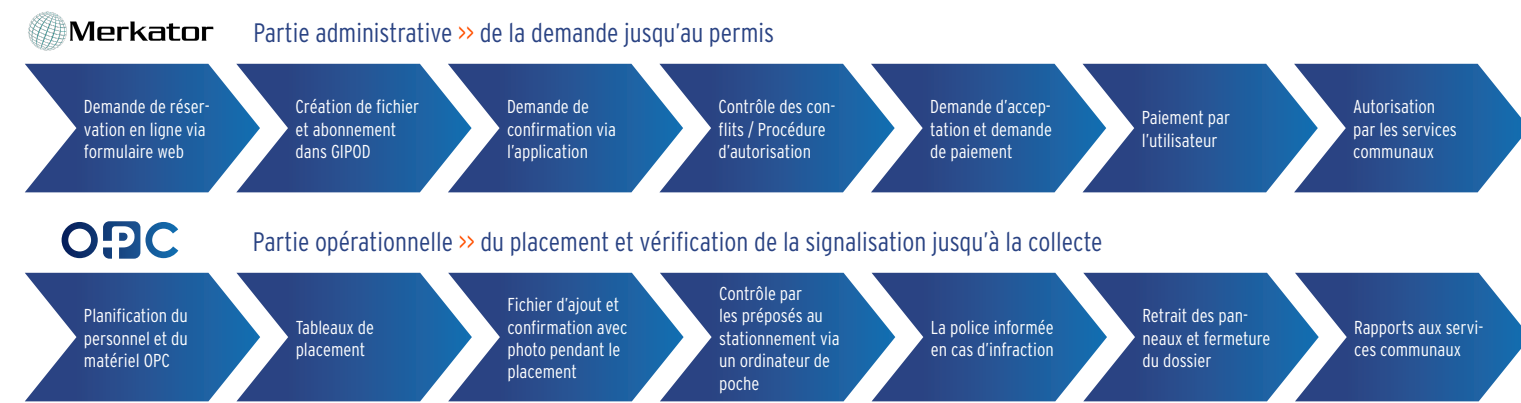 Merkator
Partie administrative >> de la demande jusqu'au permis
Demande de réser-
vation en ligne via
formulaire web
Création de fichier
et abonnement
dans GIPOD
Demande de
confirmation via
l'application
Contrôle des con-
flits / Procédure
d'autorisation
Demande d'accep-
tation et demande
de paiement
Paiement par
l'utilisateur
Autorisation
par les services
communaux
OPC
Partie opérationnelle >> du placement et vérification de la signalisation jusqu'à la collecte
Planification du
personnel et du
matériel OPC
Tableaux de
placement
Fichier d'ajout et
confirmation avec
photo pendant le
placement
Contrôle par
les préposés au
stationnement via
un ordinateur de
poche
La police informée
en cas d'infraction
Retrait des pan-
neaux et fermeture
du dossier
Rapports aux servi-
ces communaux